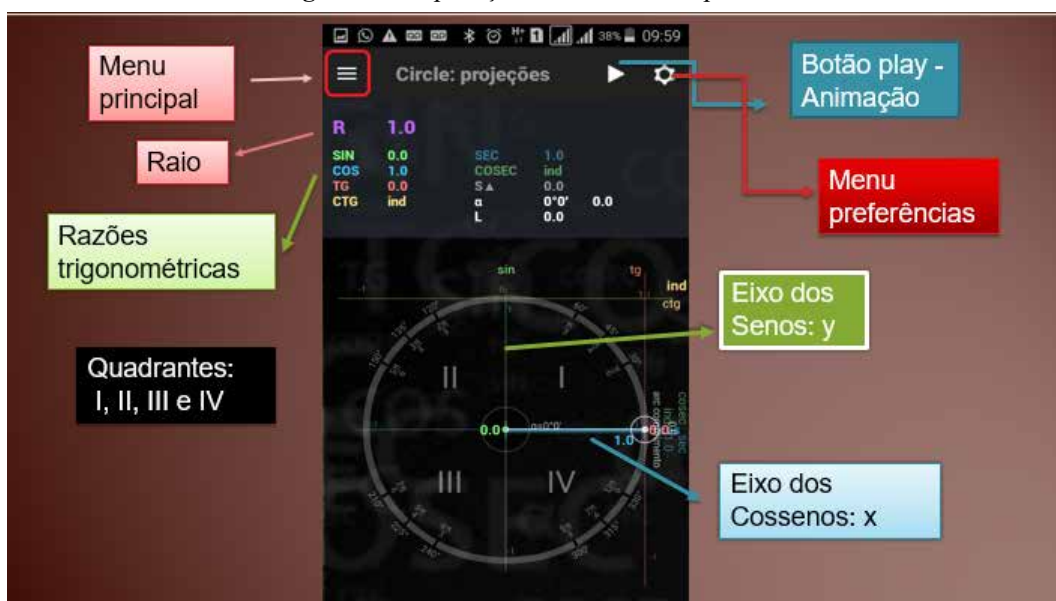 38% 09:59
Circle: projeções
Menu
principal
Raio
Razões
trigonométricas
Quadrantes:
I, II, III e IV
Botão play -
Animação
Menu
preferências
Eixo dos
Senos: y
Eixo dos
Cossenos: x
R 1.0
SIN 0.0 SEC 1.0
COS 1.0 COSEC ind
TG 0.0 S▲ 0.0
CTG ind α 0°0' 0.0
L 0.0
sin tg
ind
ctg
II I
0.0 α=0°0' 1.0
III IV